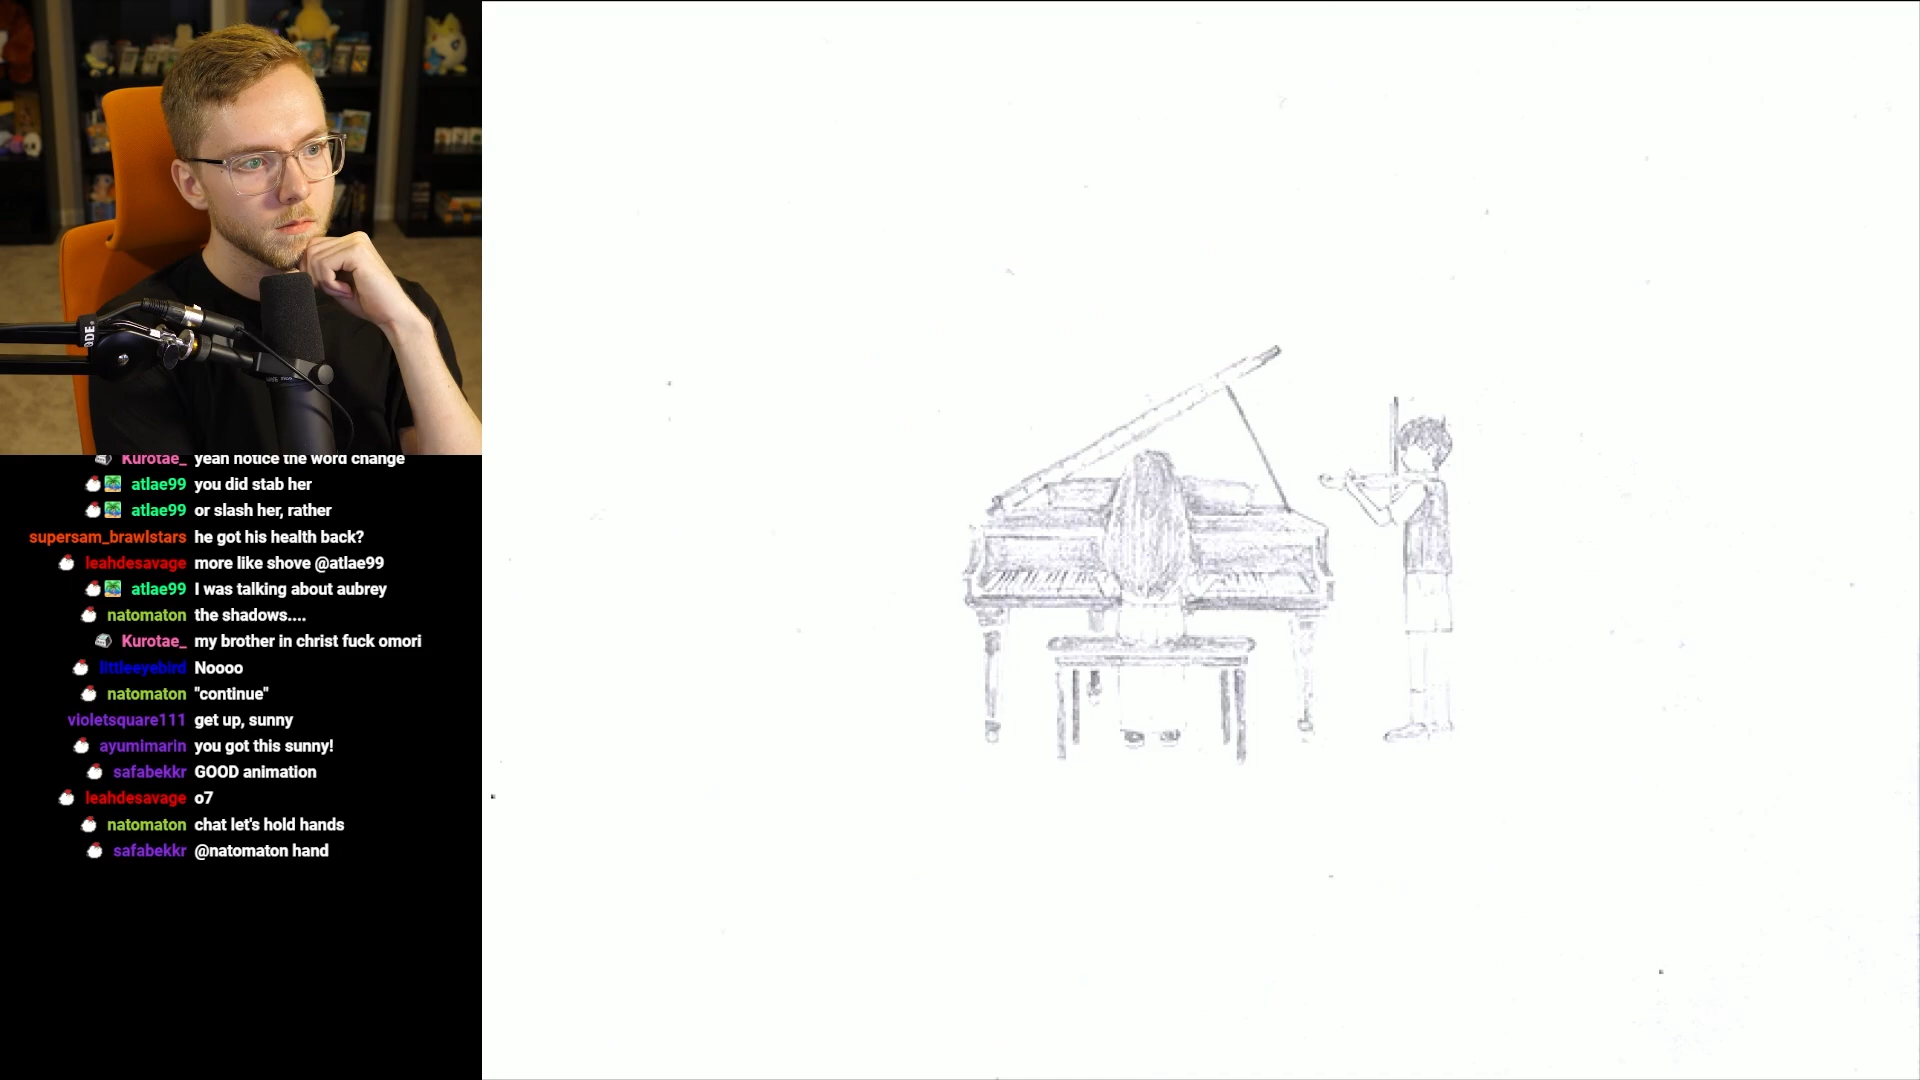 Kurotae_ yeah notice the word change
atlae99 you did stab her
atlae99 or slash her, rather
supersam_brawlstars he got his health back?
leahdesavage more like shove @atlae99
atlae99 I was talking about aubrey
natomaton the shadows....
Kurotae_ my brother in christ fuck omori
littleeyebird Noooo
natomaton "continue"
violetsquare111 get up, sunny
ayumimarin you got this sunny!
safabekkr GOOD animation
leahdesavage o7
natomaton chat let's hold hands
safabekkr @natomaton hand